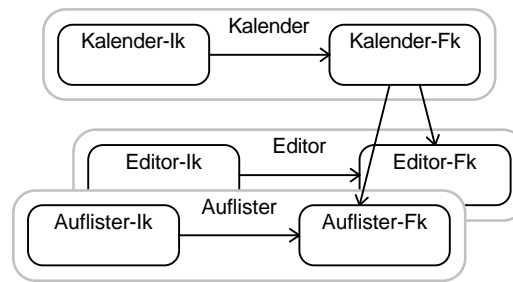 Kalender
Kalender-Ik
Kalender-Fk
Editor
Editor-Ik
Editor-Fk
Auflister
Auflister-Ik
Auflister-Fk